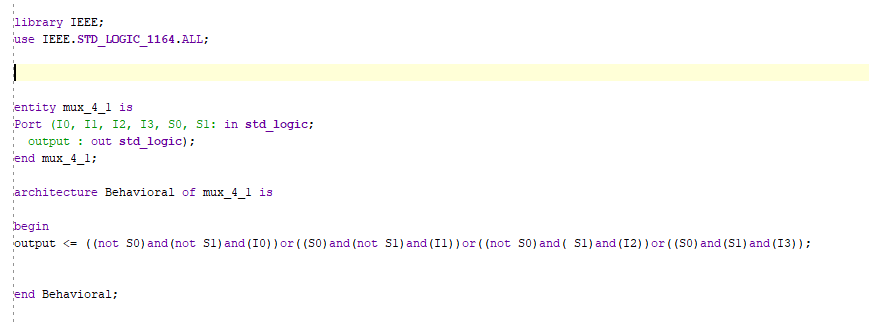 library IEEE;
use IEEE.STD_LOGIC_1164.ALL;
entity mux_4_1 is
Port (I0, I1, I2, I3, S0, S1: in std_logic;
output : out std_logic);
end mux_4_1;
architecture Behavioral of mux_4_1 is
begin
output <= ((not S0)and(not S1)and(I0))or((S0)and(not S1)and(I1))or((not S0)and( S1)and(I2))or((S0)and(S1)and(I3));
end Behavioral;